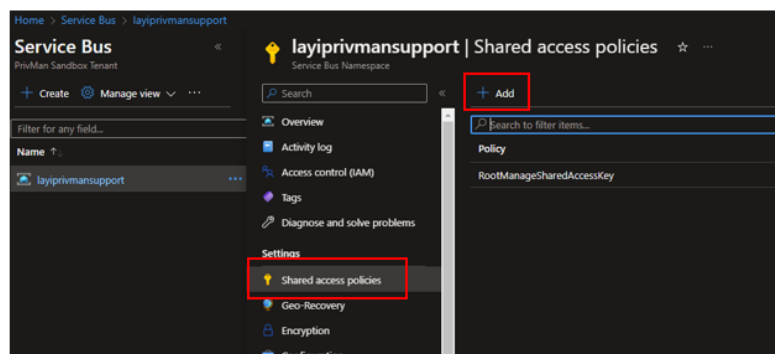 Home > Service Bus > layiprivmansupport
Service Bus
PrivMan Sandbox Tenant
+ Create Manage view ...
Filter for any field...
Name ↑
layiprivmansupport ...
layiprivmansupport | Shared access policies
Service Bus Namespace
Search
Overview
Activity log
Access control (IAM)
Tags
Diagnose and solve problems
Settings
Shared access policies
Geo-Recovery
Encryption
Configuration
+ Add
Search to filter items...
Policy
RootManageSharedAccessKey